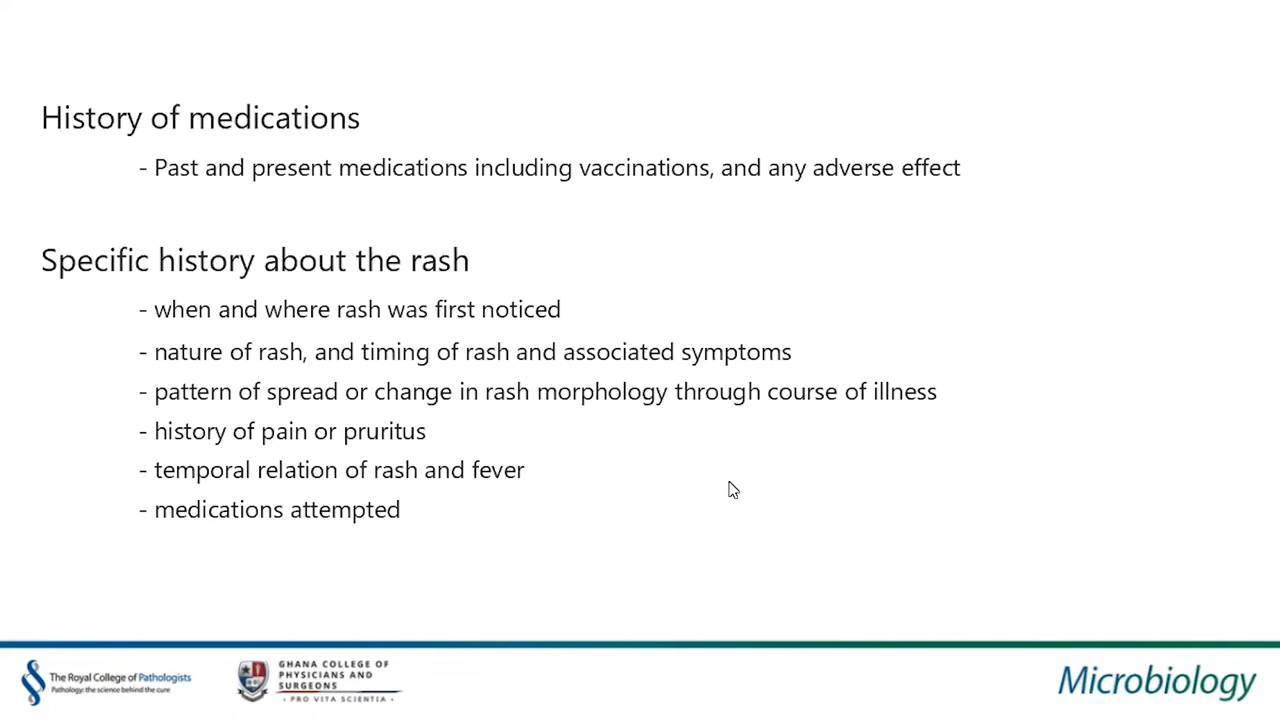 History of medications
- Past and present medications including vaccinations, and any adverse effect
Specific history about the rash
- when and where rash was first noticed
- nature of rash, and timing of rash and associated symptoms
- pattern of spread or change in rash morphology through course of illness
- history of pain or pruritus
- temporal relation of rash and fever
- medications attempted
The Royal College of Pathologists
Pathology: the science behind the cure
GHANA COLLEGE OF
PHYSICIANS AND
SURGEONS
· PRO VITA SCIENTIA ·
Microbiology